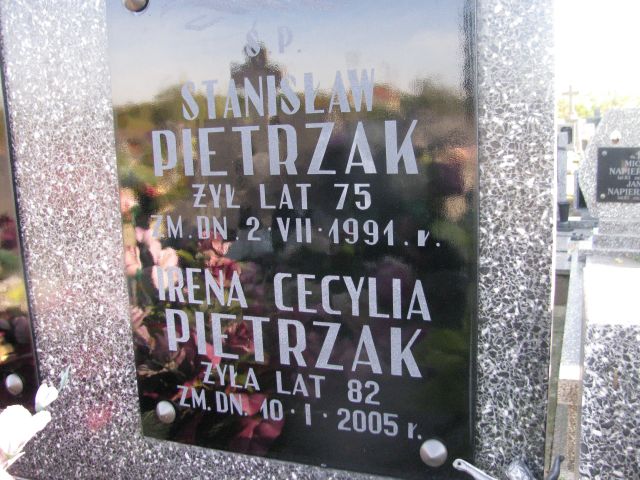 Ś P.
STANISŁAW
PIETRZAK
ŻYŁ LAT 75
ZM. DN. 2·VII·1991.r.
IRENA CECYLIA
PIETRZAK
ŻYŁA LAT 82
ZM. DN. 10·I·2005r.